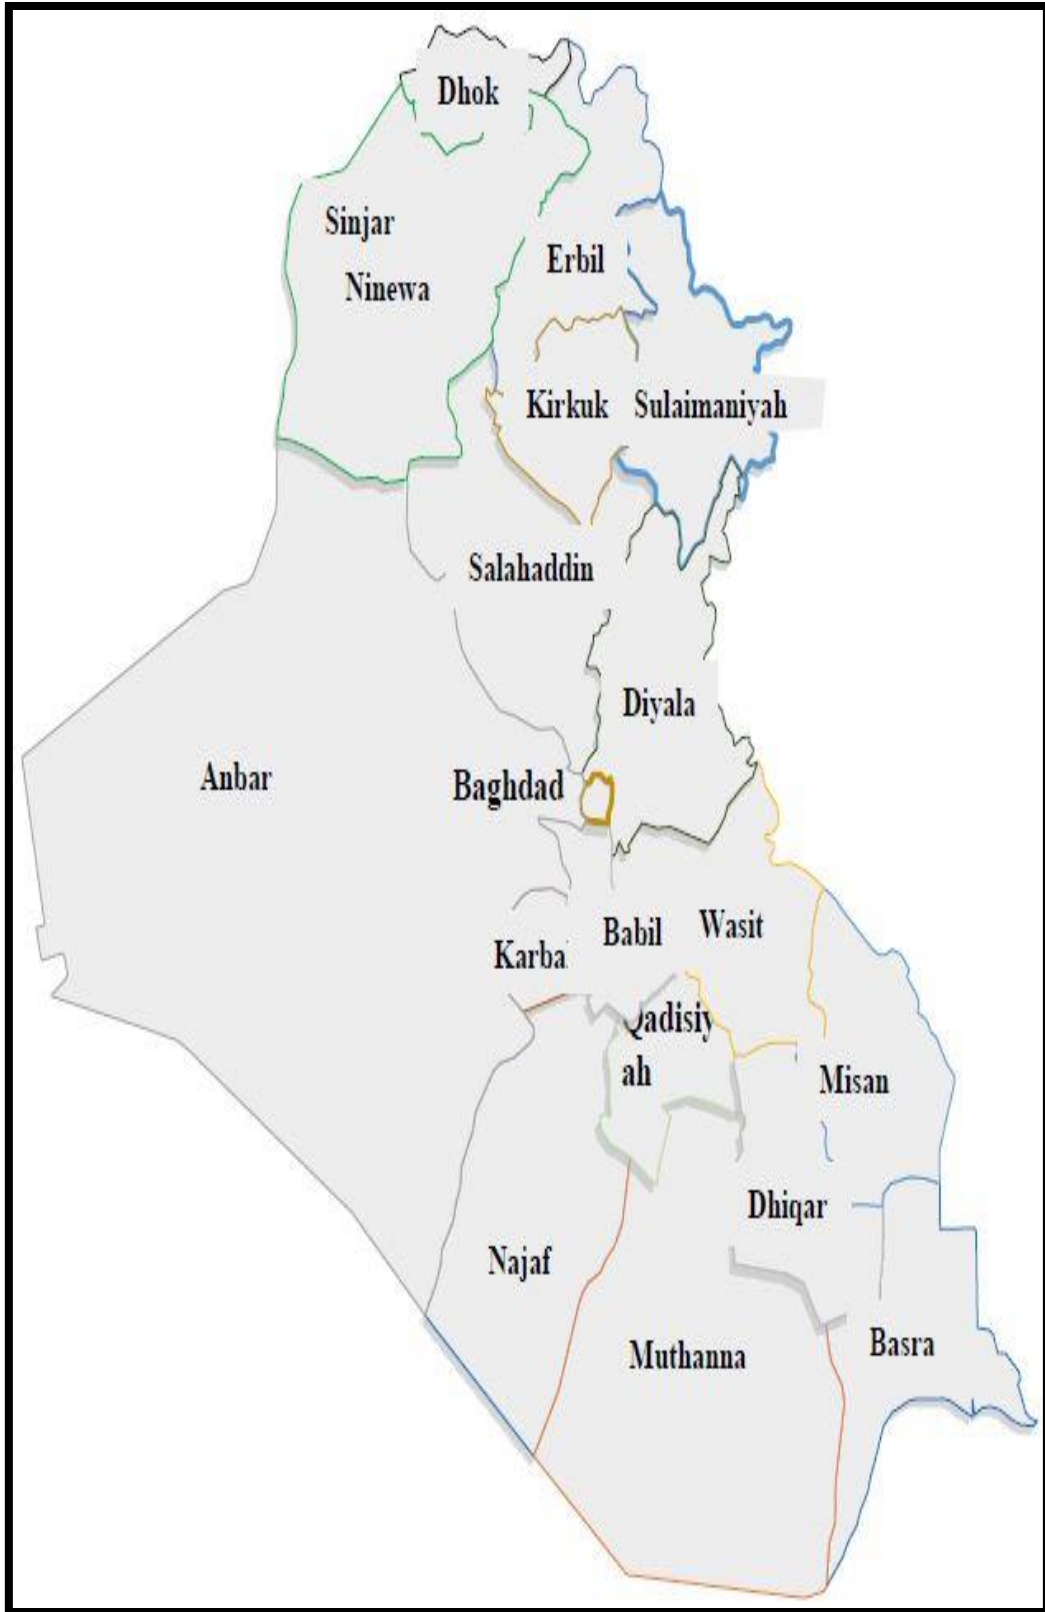 Dhok
Sinjar
Ninewa
Erbil
Kirkuk
Sulaimaniyah
Salahaddin
Diyala
Anbar
Baghdad
Babil
Wasit
Karba
Qadisiy
ah
Misan
Dhiqar
Najaf
Muthanna
Basra